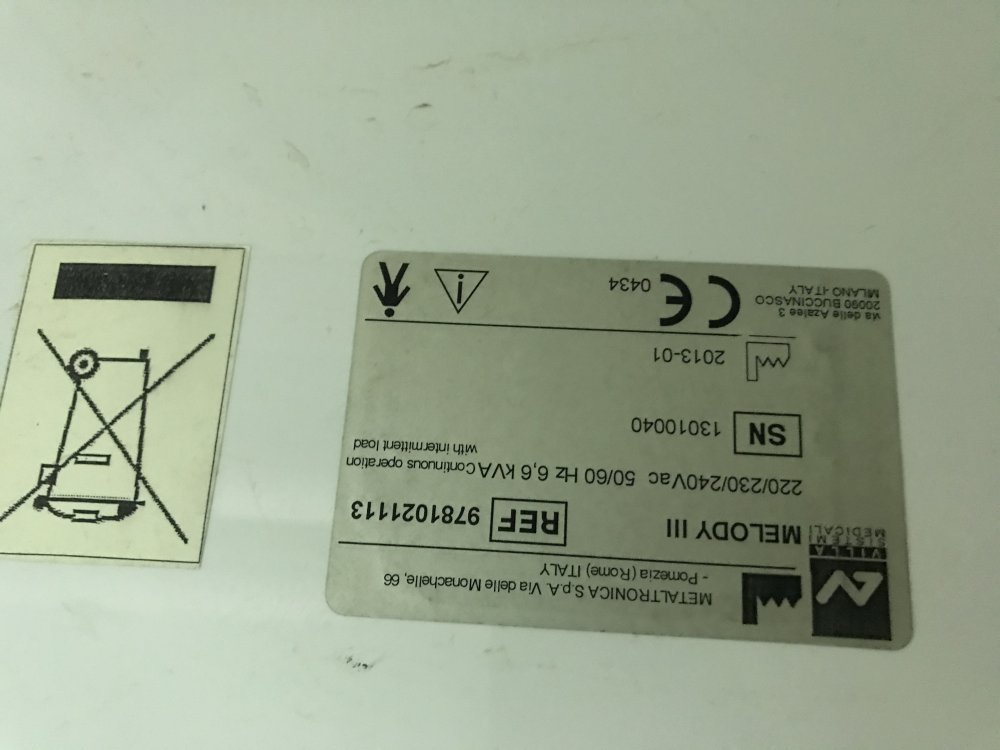 VILLA
SISTEMI
MEDICALI
METALTRONICA S.p.A. Via delle Monachelle, 66
- Pomezia (Rome) ITALY
MELODY III REF 9781021113
220/230/240Vac 50/60 Hz 6,6 kVA Continuous operation
with intermittent load
SN 13010040
2013-01
via delle Azalee 3
20090 BUCCINASCO
MILANO -ITALY
CE 0434
i